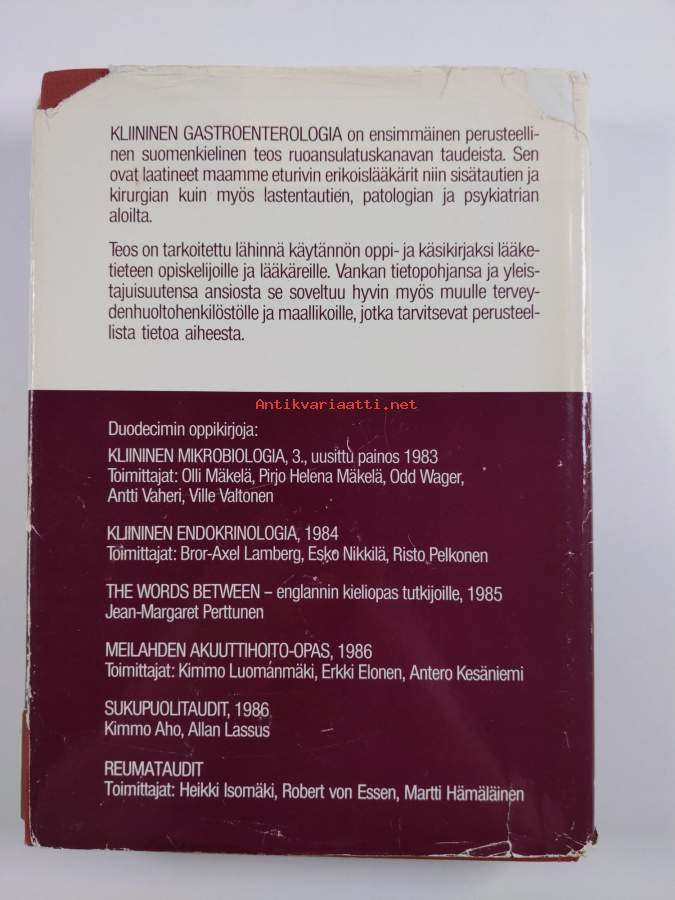 KLIININEN GASTROENTEROLOGIA on ensimmäinen perusteelli-
nen suomenkielinen teos ruoansulatuskanavan taudeista. Sen
ovat laatineet maamme eturivin erikoislääkärit niin sisätautien ja
kirurgian kuin myös lastentautien, patologian ja psykiatrian
aloilta.
Teos on tarkoitettu lähinnä käytännön oppi- ja käsikirjaksi lääke-
tieteen opiskelijoille ja lääkäreille. Vankan tietopohjansa ja yleis-
tajuisuutensa ansiosta se soveltuu hyvin myös muulle tervey-
denhuoltohenkilöstölle ja maallikoille, jotka tarvitsevat perusteel-
lista tietoa aiheesta.
Antikvariaatti.net
Duodecimin oppikirjoja:
KLIININEN MIKROBIOLOGIA, 3., uusittu painos 1983
Toimittajat: Olli Mäkelä, Pirjo Helena Mäkelä, Odd Wager,
Antti Vaheri, Ville Valtonen
KLIININEN ENDOKRINOLOGIA, 1984
Toimittajat: Bror-Axel Lamberg, Esko Nikkilä, Risto Pelkonen
THE WORDS BETWEEN – englannin kieliopas tutkijoille, 1985
Jean-Margaret Perttunen
MEILAHDEN AKUUTTIHOITO-OPAS, 1986
Toimittajat: Kimmo Luomanmäki, Erkki Elonen, Antero Kesäniemi
SUKUPUOLITAUDIT, 1986
Kimmo Aho, Allan Lassus
REUMATAUDIT
Toimittajat: Heikki Isomäki, Robert von Essen, Martti Hämäläinen